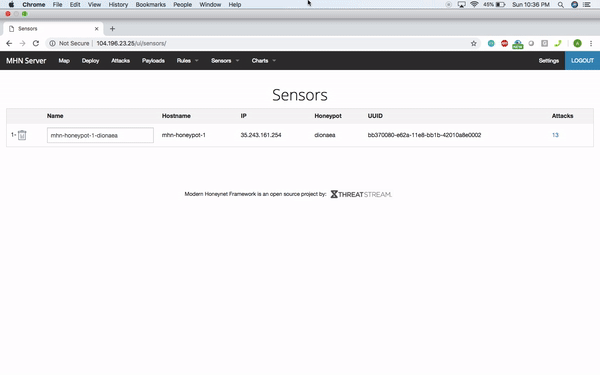 Chrome File Edit View History Bookmarks People Window Help 45% Sun 10:36 PM
Sensors
Not Secure | 104.196.23.25/ui/sensors/
MHN Server Map Deploy Attacks Payloads Rules Sensors Charts Settings LOGOUT
Sensors
Name Hostname IP Honeypot UUID Attacks
1- mhn-honeypot-1-dionaea mhn-honeypot-1 35.243.161.254 dionaea bb370080-e62a-11e8-bb1b-42010a8e0002 13
Modern Honeynet Framework is an open source project by: THREATSTREAM.